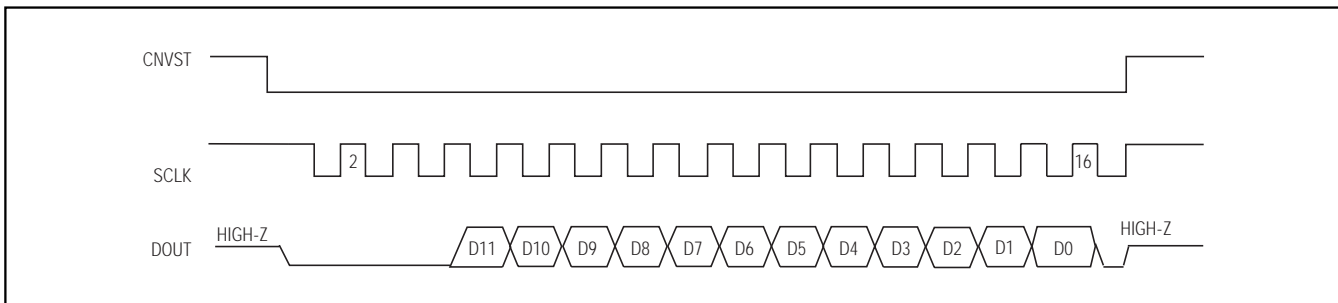 CNVST
SCLK
2
16
DOUT
HIGH-Z
D11 D10 D9 D8 D7 D6 D5 D4 D3 D2 D1 D0
HIGH-Z